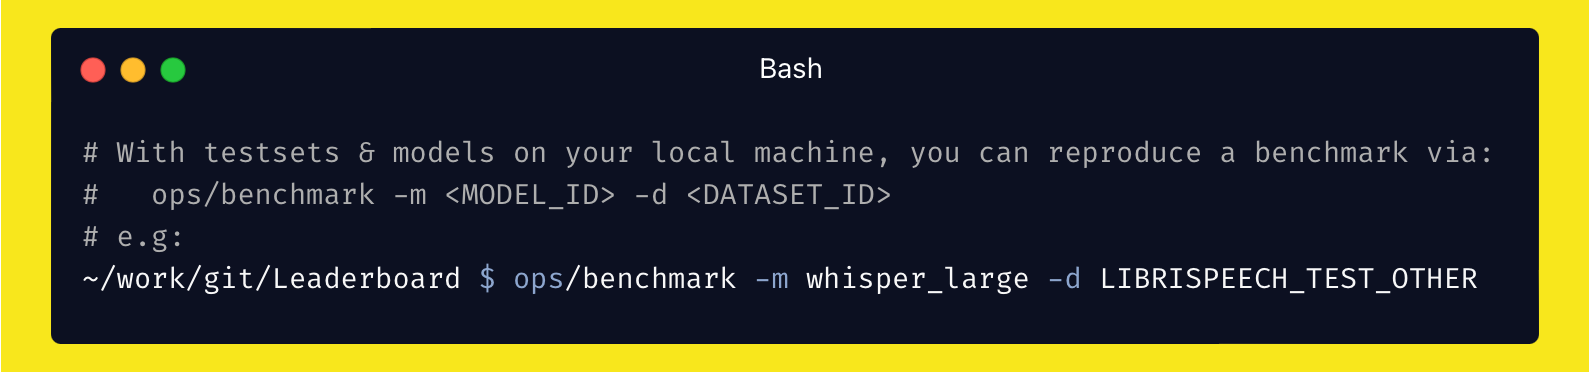 Bash
# With testsets & models on your local machine, you can reproduce a benchmark via:
#   ops/benchmark -m <MODEL_ID> -d <DATASET_ID>
# e.g:
~/work/git/Leaderboard $ ops/benchmark -m whisper_large -d LIBRISPEECH_TEST_OTHER